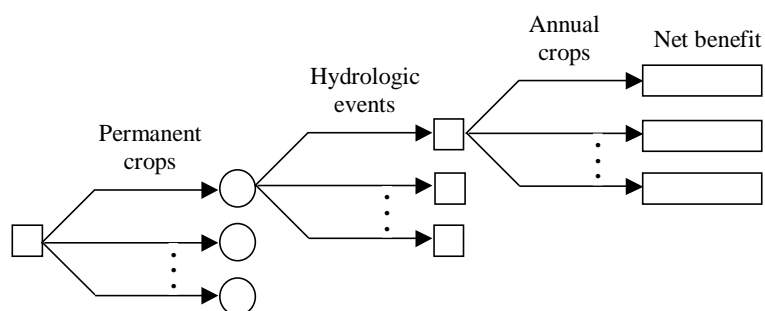 Permanent
crops
Hydrologic
events
Annual
crops
Net benefit